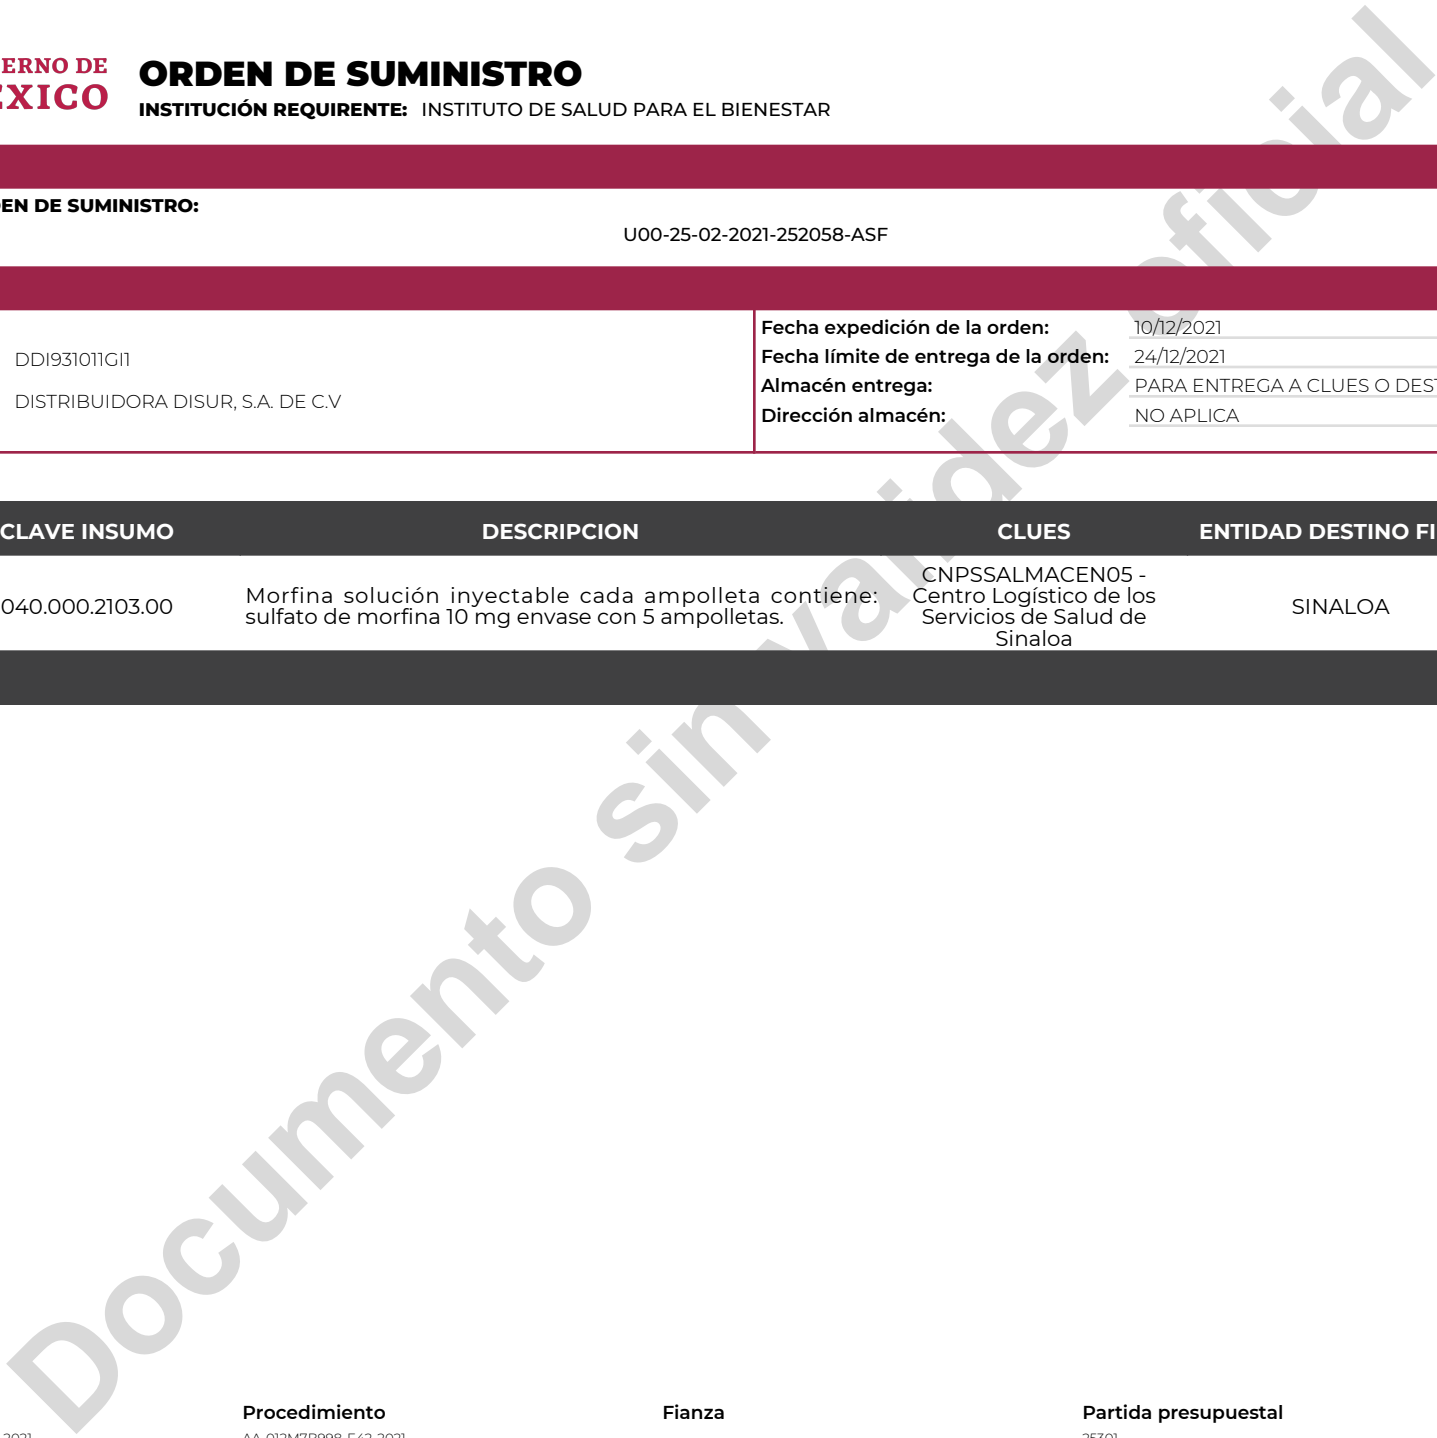 ERNO DE
EXICO
ORDEN DE SUMINISTRO
INSTITUCIÓN REQUIRENTE: INSTITUTO DE SALUD PARA EL BIENESTAR
EN DE SUMINISTRO:
U00-25-02-2021-252058-ASF
DDI931011GI1
DISTRIBUIDORA DISUR, S.A. DE C.V
Fecha expedición de la orden: 10/12/2021
Fecha límite de entrega de la orden: 24/12/2021
Almacén entrega: PARA ENTREGA A CLUES O DEST
Dirección almacén: NO APLICA
CLAVE INSUMO DESCRIPCION CLUES ENTIDAD DESTINO FI
040.000.2103.00
Morfina solución inyectable cada ampolleta contiene:
sulfato de morfina 10 mg envase con 5 ampolletas.
CNPSSALMACEN05 -
Centro Logístico de los
Servicios de Salud de
Sinaloa
SINALOA
Documento sin validez oficial
Procedimiento Fianza Partida presupuestal